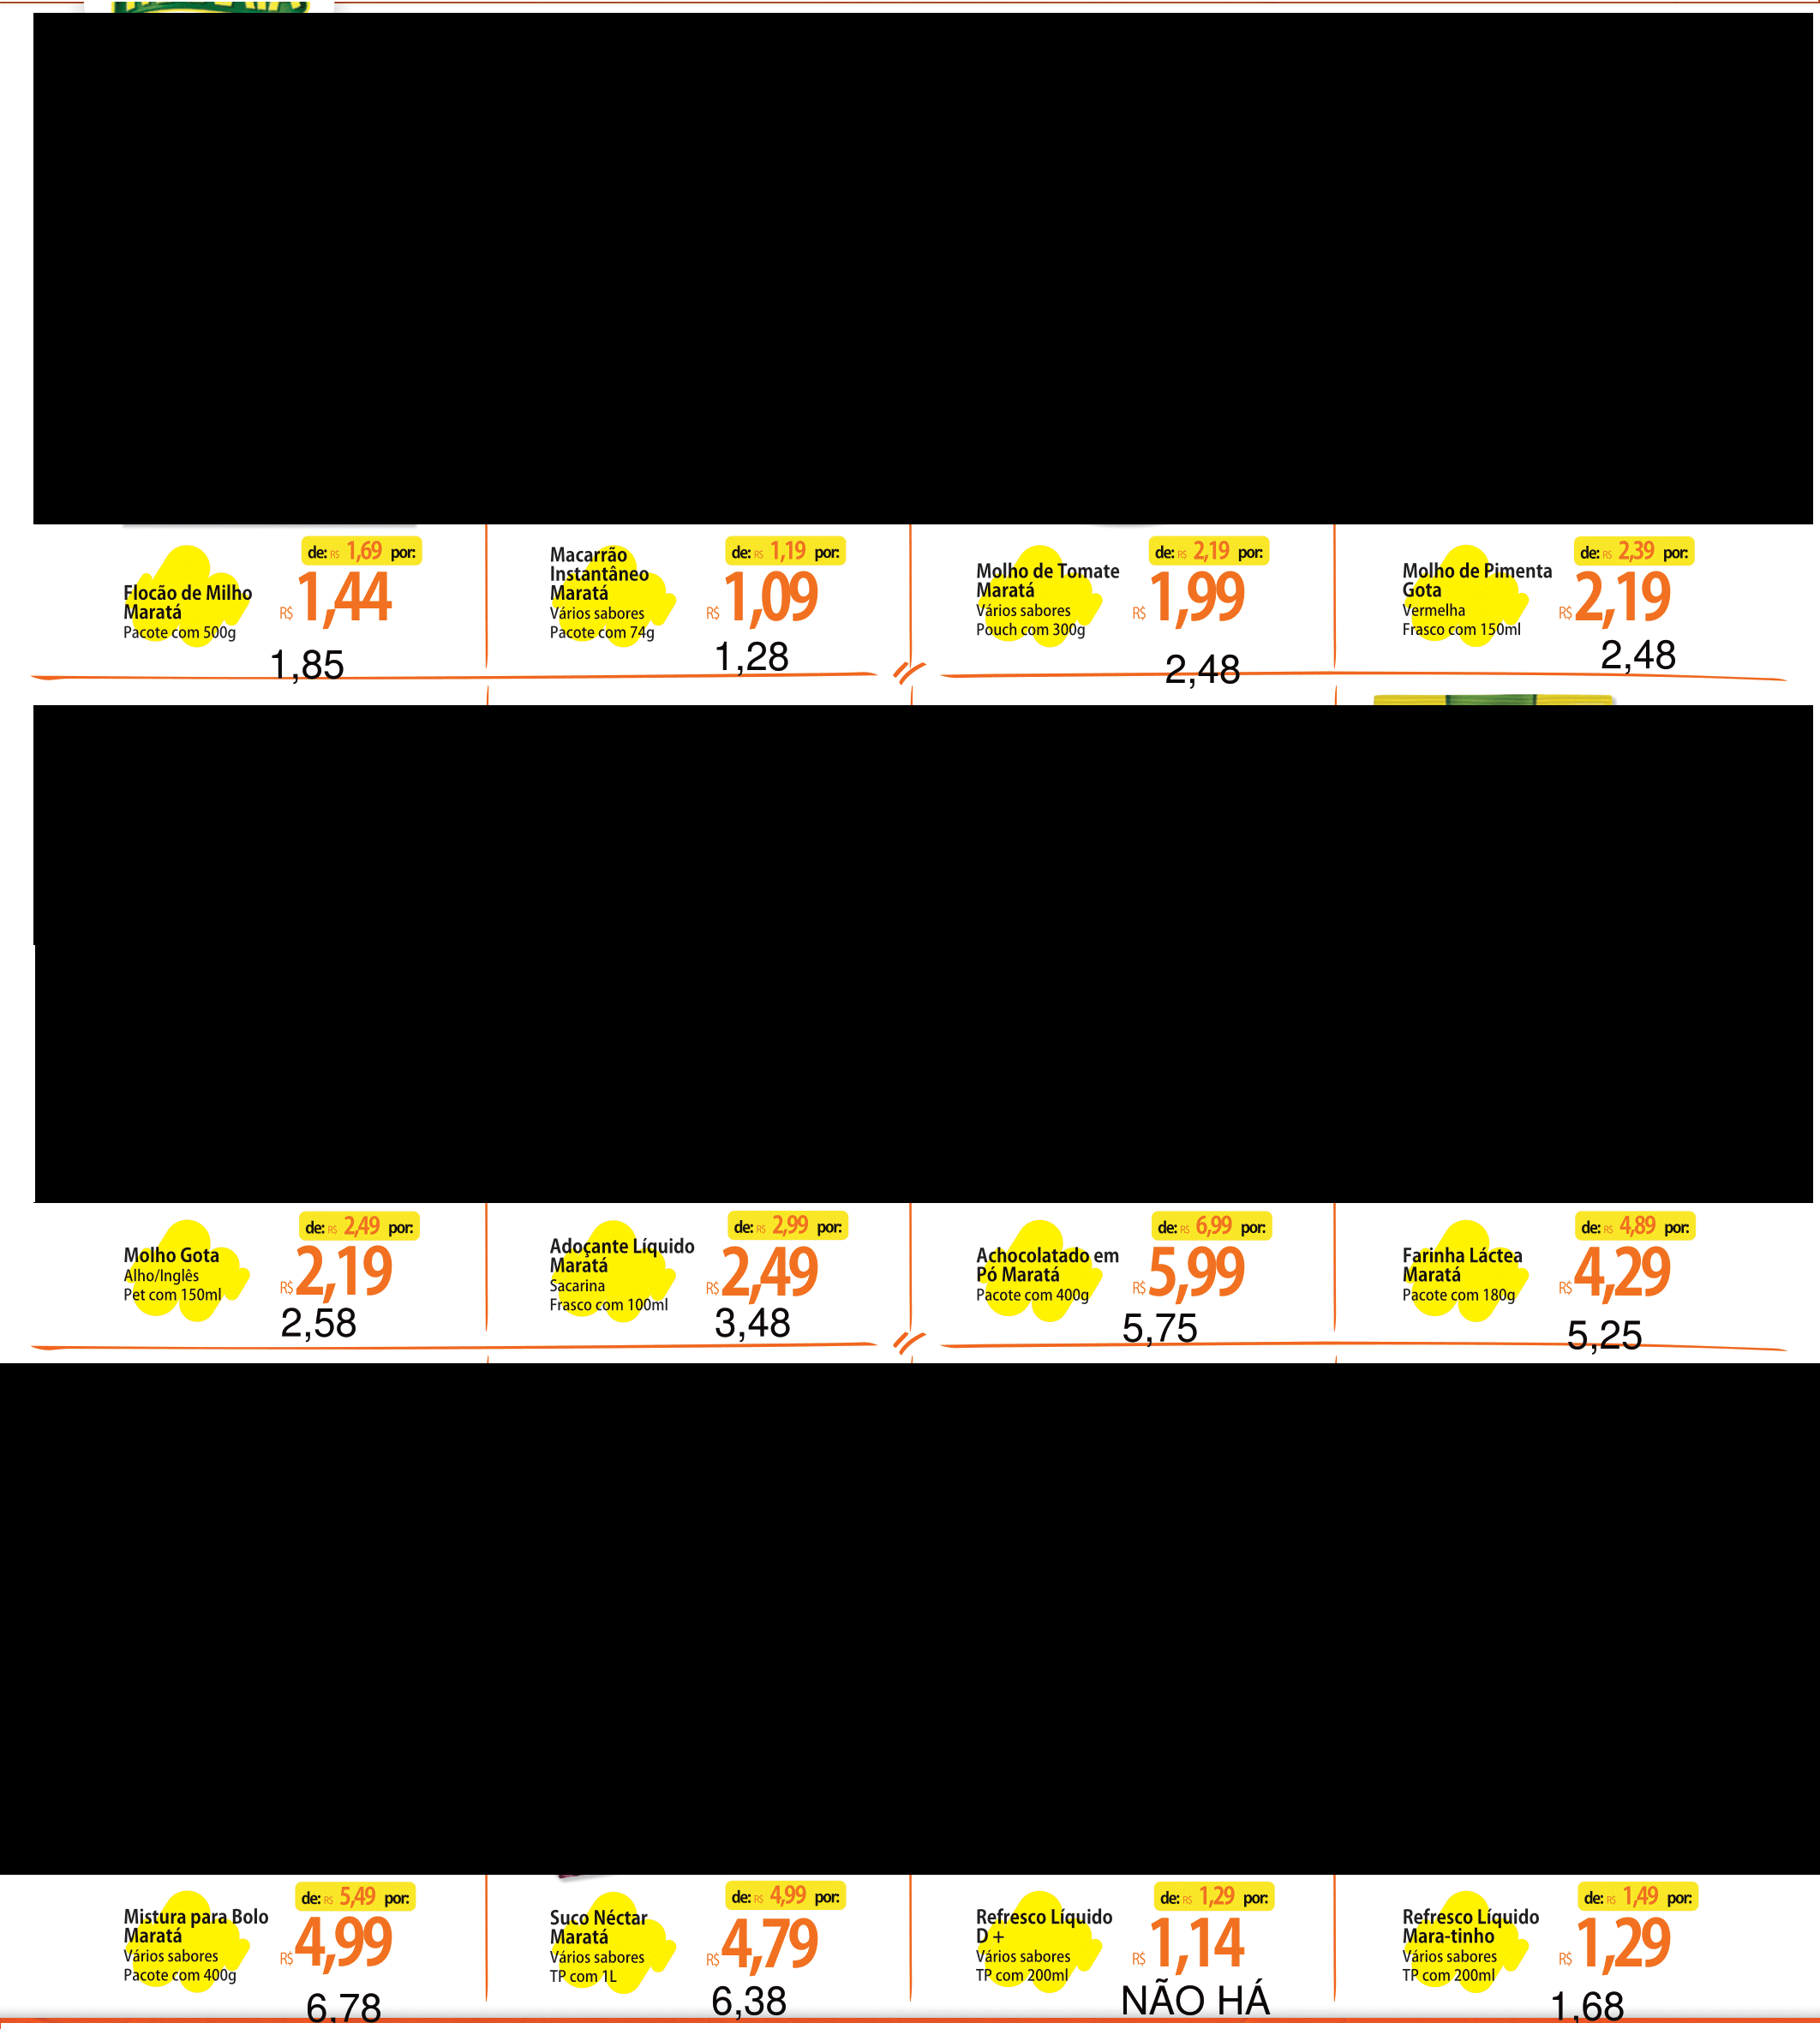 de: R$ 1,69 por:
Flocão de Milho
Maratá
Pacote com 500g
R$ 1,44
1,85
de: R$ 1,19 por:
Macarrão
Instantâneo
Maratá
Vários sabores
Pacote com 74g
R$ 1,09
1,28
de: R$ 2,19 por:
Molho de Tomate
Maratá
Vários sabores
Pouch com 300g
R$ 1,99
2,48
de: R$ 2,39 por:
Molho de Pimenta
Gota
Vermelha
Frasco com 150ml
R$ 2,19
2,48
de: R$ 2,49 por:
Molho Gota
Alho/Inglês
Pet com 150ml
R$ 2,19
2,58
de: R$ 2,99 por:
Adoçante Líquido
Maratá
Sacarina
Frasco com 100ml
R$ 2,49
3,48
de: R$ 6,99 por:
Achocolatado em
Pó Maratá
Pacote com 400g
R$ 5,99
5,75
de: R$ 4,89 por:
Farinha Láctea
Maratá
Pacote com 180g
R$ 4,29
5,25
de: R$ 5,49 por:
Mistura para Bolo
Maratá
Vários sabores
Pacote com 400g
R$ 4,99
6,78
de: R$ 4,99 por:
Suco Néctar
Maratá
Vários sabores
TP com 1L
R$ 4,79
6,38
de: R$ 1,29 por:
Refresco Líquido
D +
Vários sabores
TP com 200ml
R$ 1,14
NÃO HÁ
de: R$ 1,49 por:
Refresco Líquido
Mara-tinho
Vários sabores
TP com 200ml
R$ 1,29
1,68